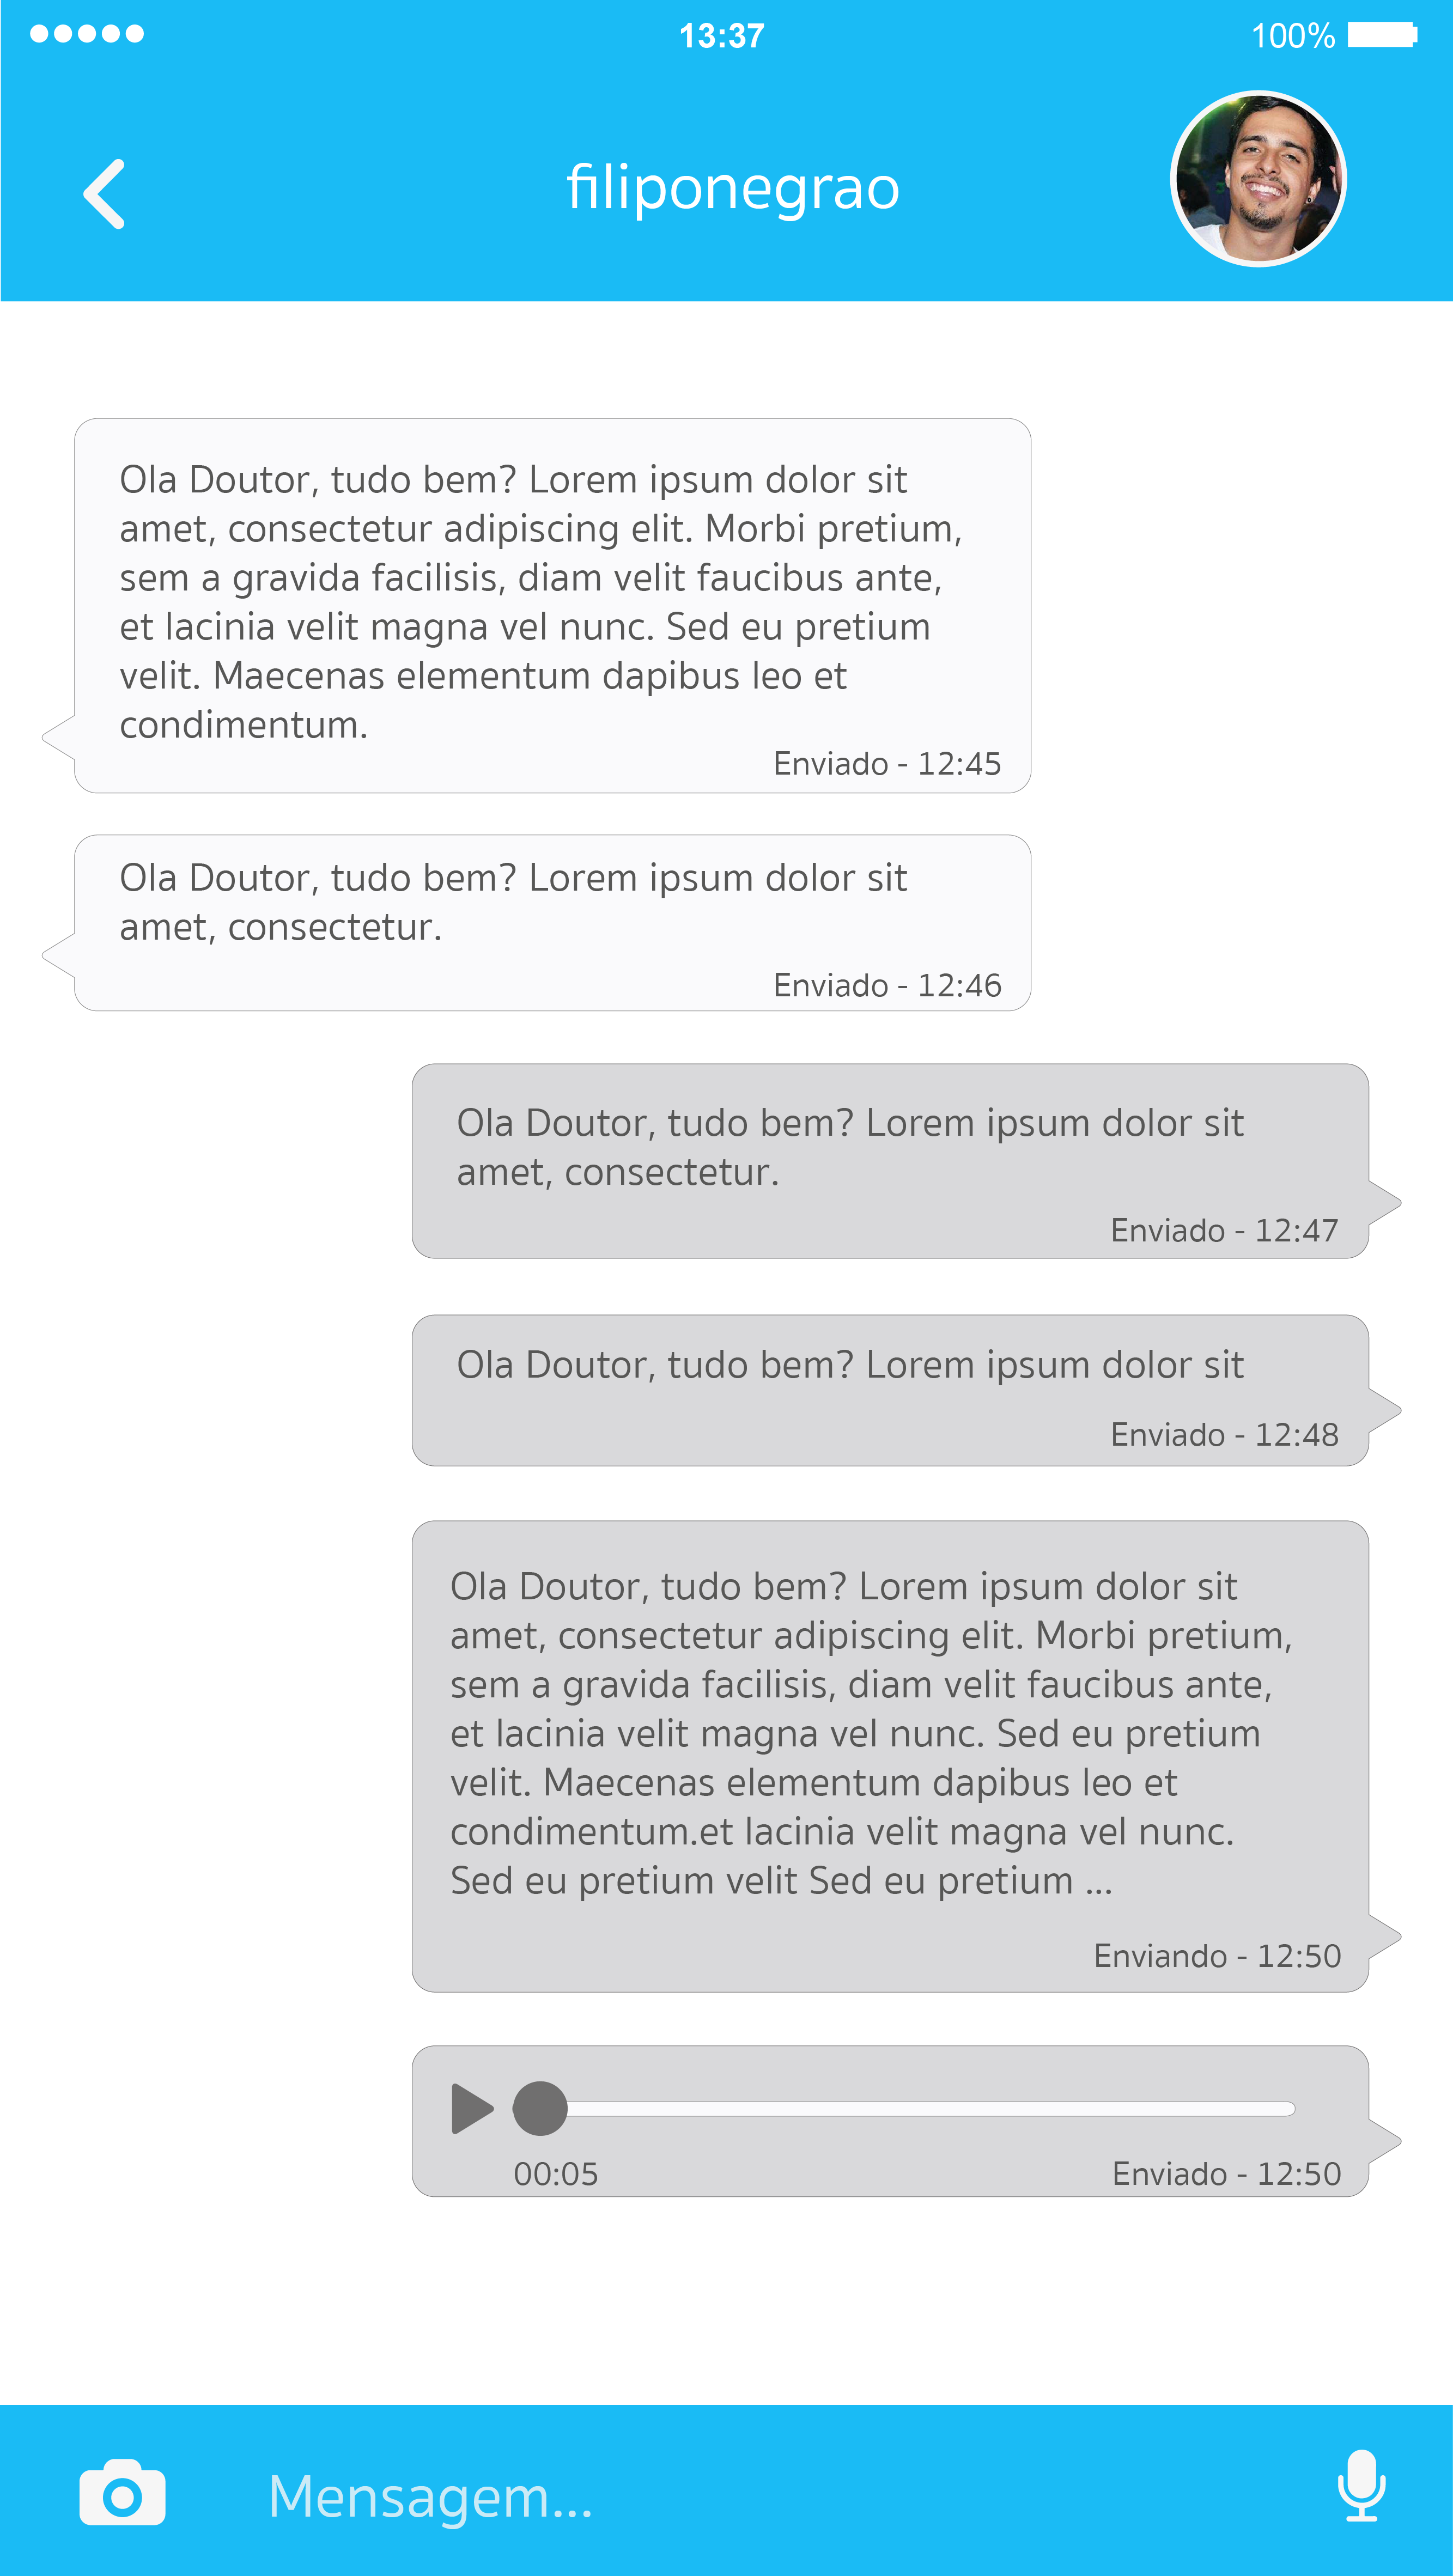 13:37
100%
filiponegrao
Ola Doutor, tudo bem? Lorem ipsum dolor sit
amet, consectetur adipiscing elit. Morbi pretium,
sem a gravida facilisis, diam velit faucibus ante,
et lacinia velit magna vel nunc. Sed eu pretium
velit. Maecenas elementum dapibus leo et
condimentum.
Enviado - 12:45
Ola Doutor, tudo bem? Lorem ipsum dolor sit
amet, consectetur.
Enviado - 12:46
Ola Doutor, tudo bem? Lorem ipsum dolor sit
amet, consectetur.
Enviado - 12:47
Ola Doutor, tudo bem? Lorem ipsum dolor sit
Enviado - 12:48
Ola Doutor, tudo bem? Lorem ipsum dolor sit
amet, consectetur adipiscing elit. Morbi pretium,
sem a gravida facilisis, diam velit faucibus ante,
et lacinia velit magna vel nunc. Sed eu pretium
velit. Maecenas elementum dapibus leo et
condimentum.et lacinia velit magna vel nunc.
Sed eu pretium velit Sed eu pretium ...
Enviando - 12:50
00:05
Enviado - 12:50
Mensagem...